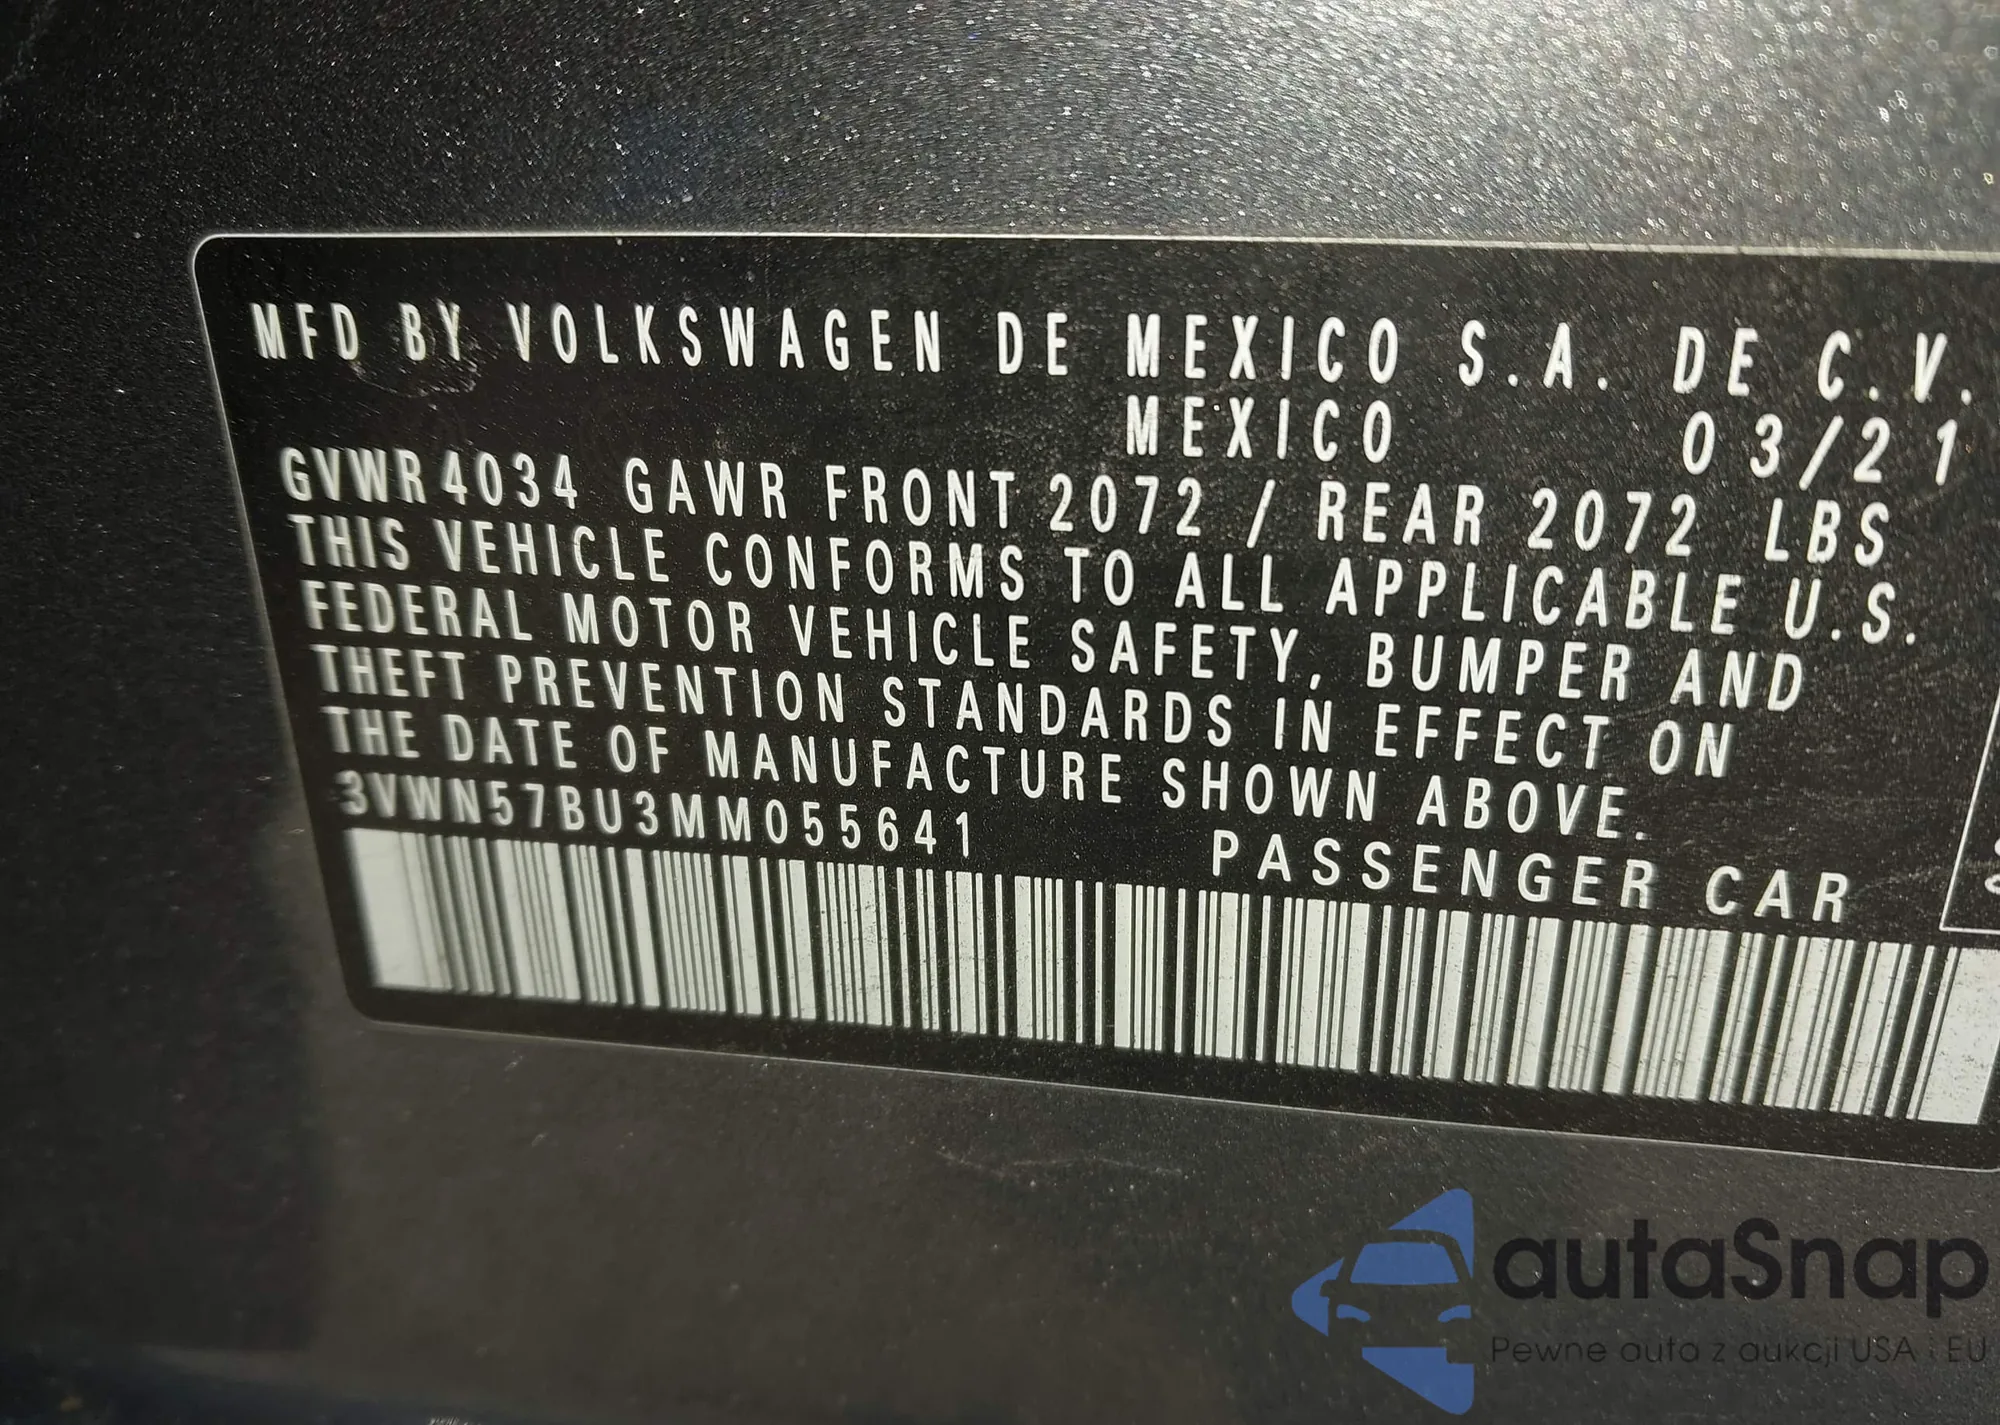 MFD BY VOLKSWAGEN DE MEXICO S.A. DE C.V.
MEXICO 03/21
GVWR 4034 GAWR FRONT 2072 / REAR 2072 LBS
THIS VEHICLE CONFORMS TO ALL APPLICABLE U.S.
FEDERAL MOTOR VEHICLE SAFETY, BUMPER AND
THEFT PREVENTION STANDARDS IN EFFECT ON
THE DATE OF MANUFACTURE SHOWN ABOVE.
3VWN57BU3MM055641 PASSENGER CAR
autaSnap
Pewne auta z aukcji USA i EU